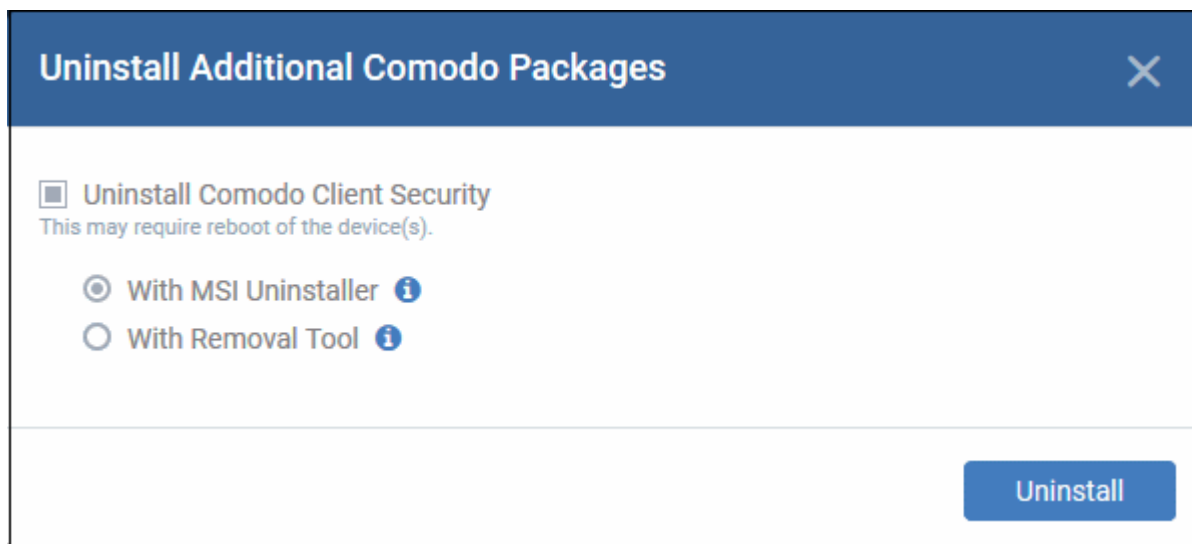 Uninstall Additional Comodo Packages
Uninstall Comodo Client Security
This may require reboot of the device(s).
With MSI Uninstaller
With Removal Tool
Uninstall